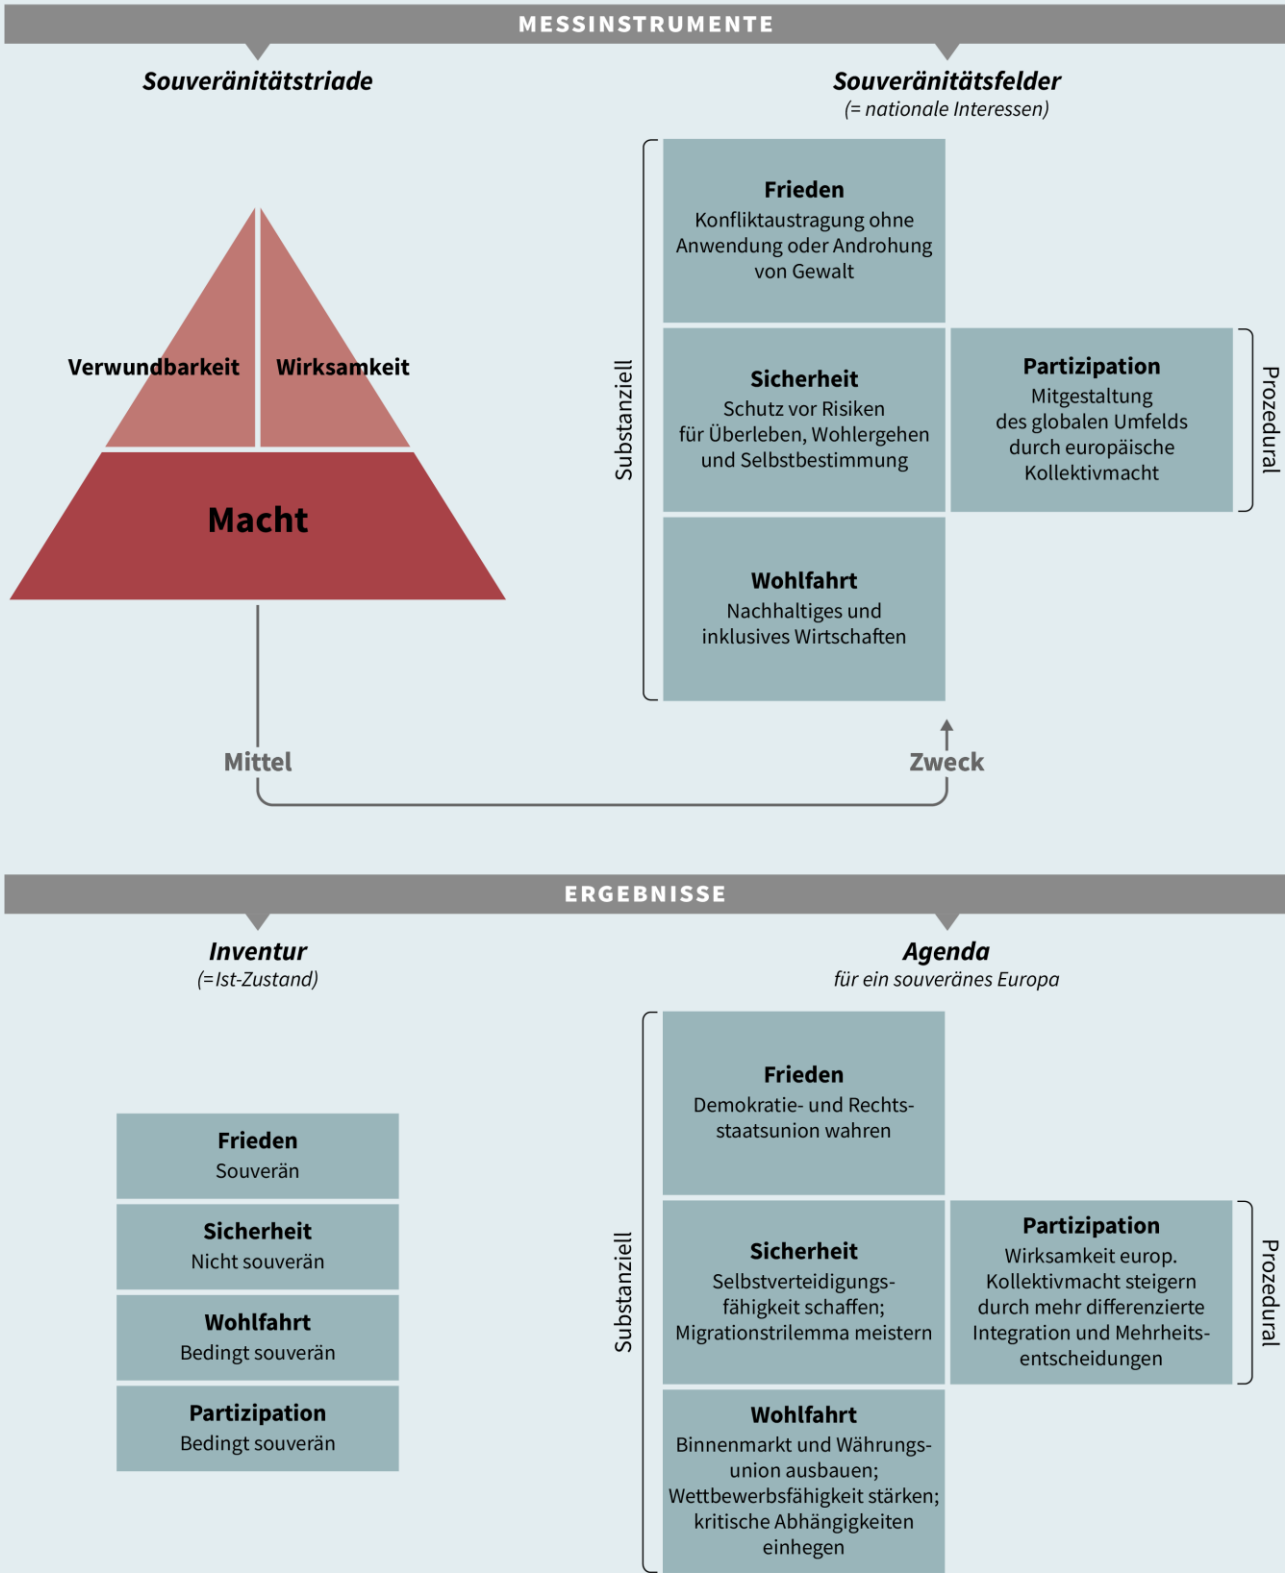 MESSINSTRUMENTE
Souveränitätstriade
Verwundbarkeit
Wirksamkeit
Macht
Souveränitätsfelder
(= nationale Interessen)
Substanziell
Frieden
Konfliktaustragung ohne
Anwendung oder Androhung
von Gewalt
Sicherheit
Schutz vor Risiken
für Überleben, Wohlergehen
und Selbstbestimmung
Wohlfahrt
Nachhaltiges und
inklusives Wirtschaften
Partizipation
Mitgestaltung
des globalen Umfelds
durch europäische
Kollektivmacht
Prozedural
Mittel
Zweck
ERGEBNISSE
Inventur
(=Ist-Zustand)
Frieden
Souverän
Sicherheit
Nicht souverän
Wohlfahrt
Bedingt souverän
Partizipation
Bedingt souverän
Agenda
für ein souveränes Europa
Substanziell
Frieden
Demokratie- und Rechts-
staatsunion wahren
Sicherheit
Selbstverteidigungs-
fähigkeit schaffen;
Migrationstrilemma meistern
Wohlfahrt
Binnenmarkt und Währungs-
union ausbauen;
Wettbewerbsfähigkeit stärken;
kritische Abhängigkeiten
einhegen
Partizipation
Wirksamkeit europ.
Kollektivmacht steigern
durch mehr differenzierte
Integration und Mehrheits-
entscheidungen
Prozedural